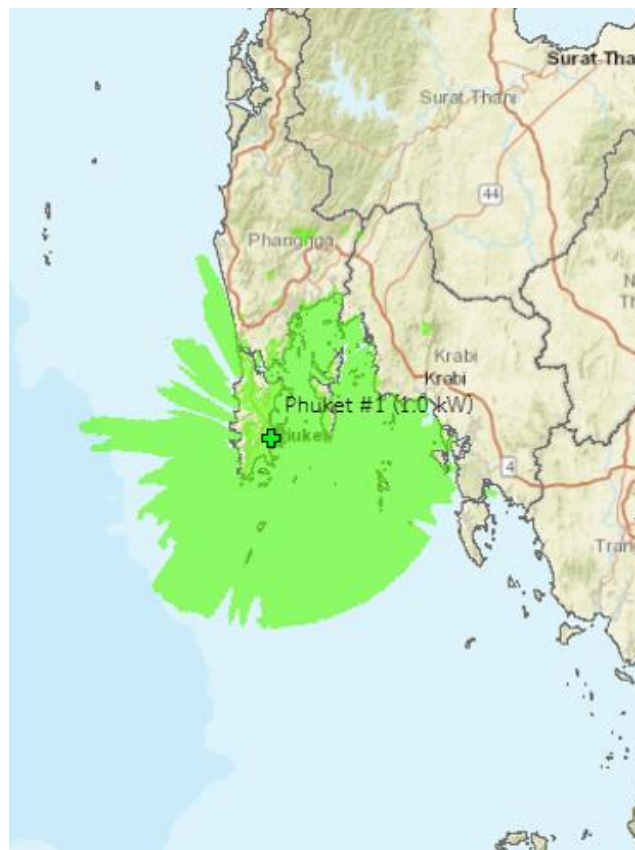 Surat Tha
Surat Thani
44
Phangnga
Krabi
Krabi
Phuket #1 (1.0 kW)
4
Tran